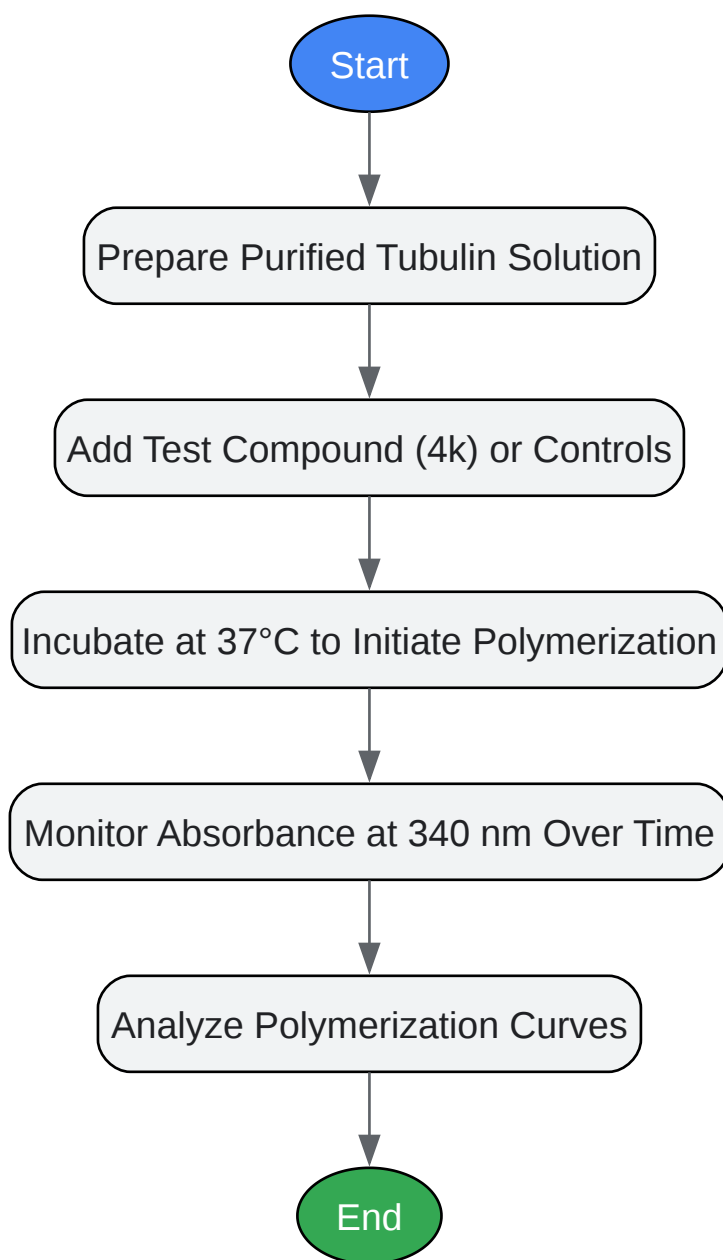 Start
Prepare Purified Tubulin Solution
Add Test Compound (4k) or Controls
Incubate at 37°C to Initiate Polymerization
Monitor Absorbance at 340 nm Over Time
Analyze Polymerization Curves
End